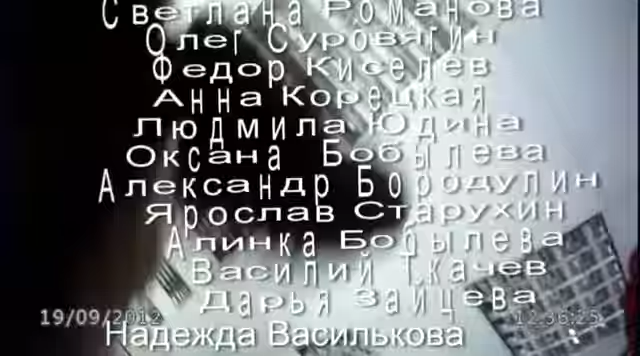 Светлана Романова
Олег Суровягин
Федор Киселев
Анна Корецкая
Людмила Юдина
Оксана Бобылева
Александр Бородулин
Ярослав Старухин
Алинка Бобылева
Василий Ткачев
Дарья Зайцева
19/09/2012 12:36:25
Надежда Василькова